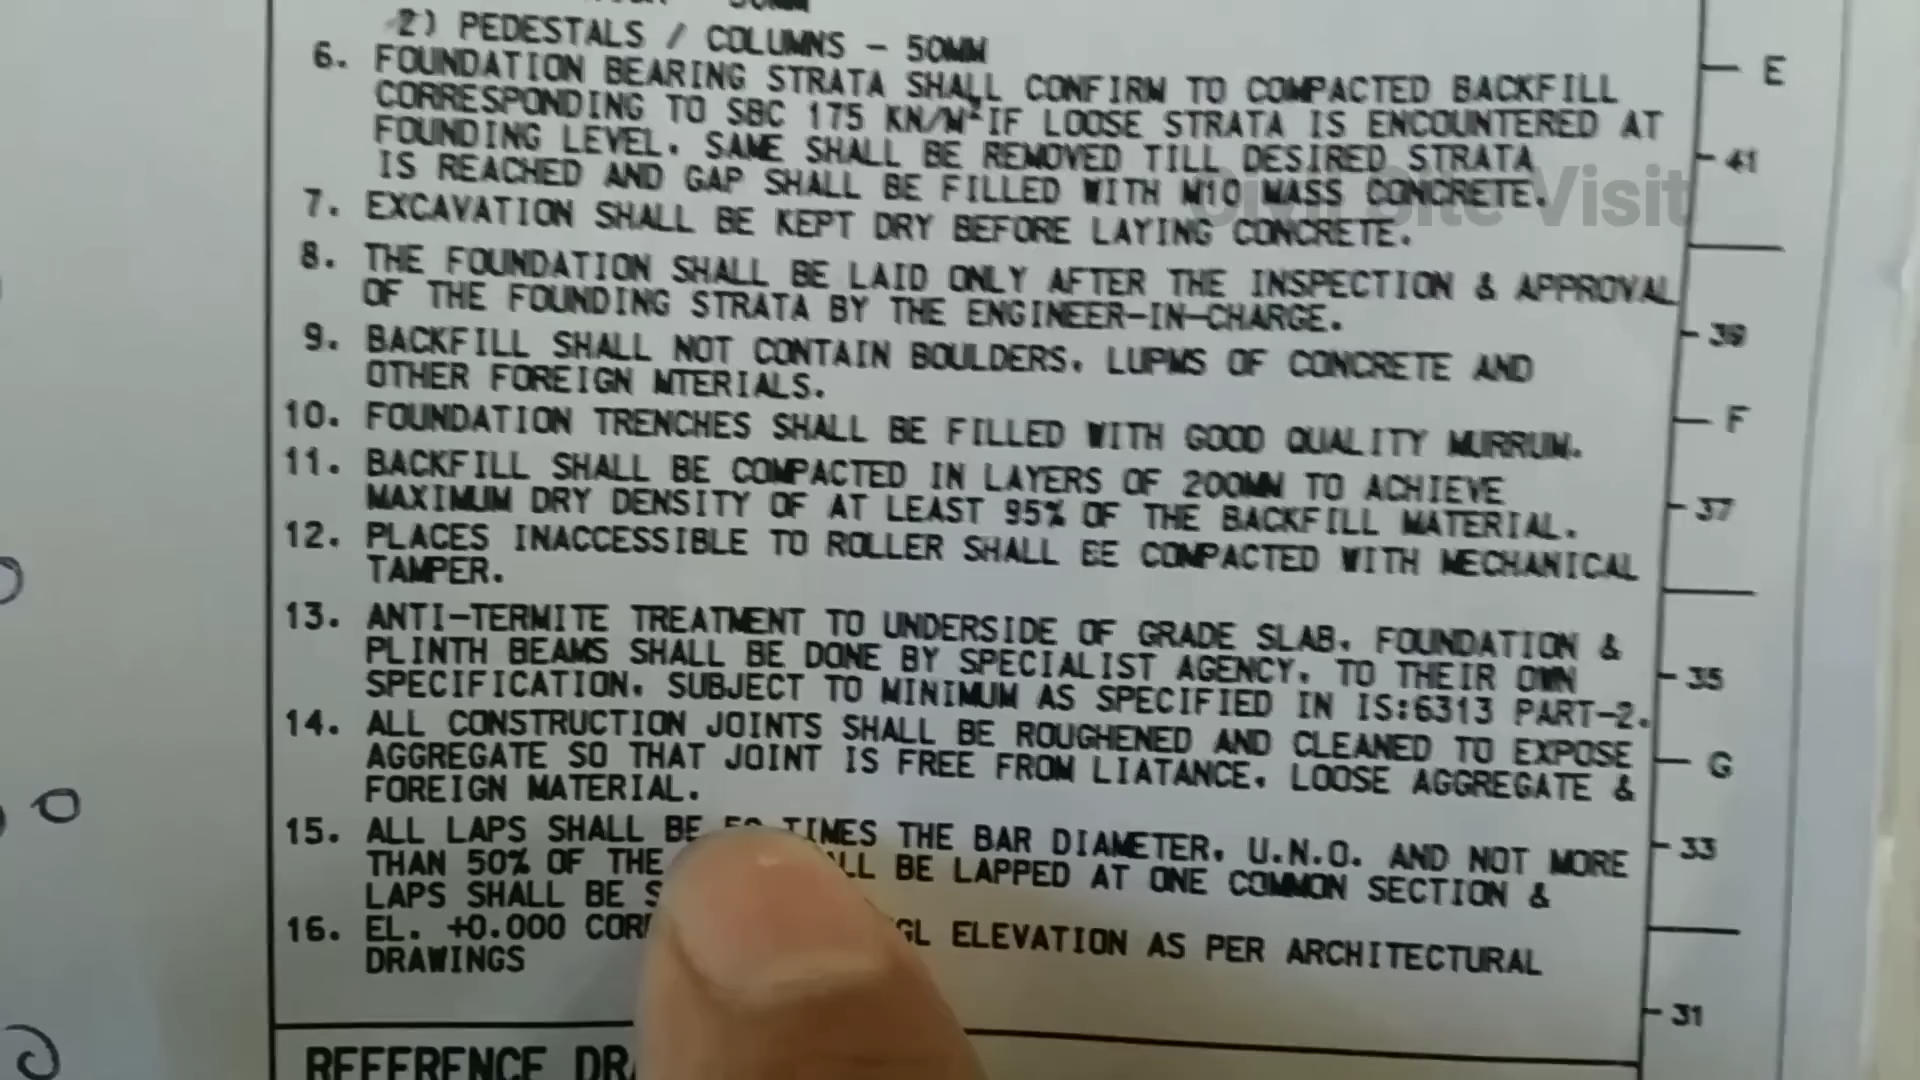 2) PEDESTALS / COLUMNS - 50MM
6. FOUNDATION BEARING STRATA SHALL CONFIRM TO COMPACTED BACKFILL
CORRESPONDING TO SBC 175 KN/M² IF LOOSE STRATA IS ENCOUNTERED AT
FOUNDING LEVEL. SAME SHALL BE REMOVED TILL DESIRED STRATA
IS REACHED AND GAP SHALL BE FILLED WITH M10 MASS CONCRETE.
7. EXCAVATION SHALL BE KEPT DRY BEFORE LAYING CONCRETE.
8. THE FOUNDATION SHALL BE LAID ONLY AFTER THE INSPECTION & APPROVAL
OF THE FOUNDING STRATA BY THE ENGINEER-IN-CHARGE.
9. BACKFILL SHALL NOT CONTAIN BOULDERS, LUPMS OF CONCRETE AND
OTHER FOREIGN MTERIALS.
10. FOUNDATION TRENCHES SHALL BE FILLED WITH GOOD QUALITY MURRUM.
11. BACKFILL SHALL BE COMPACTED IN LAYERS OF 200MM TO ACHIEVE
MAXIMUM DRY DENSITY OF AT LEAST 95% OF THE BACKFILL MATERIAL.
12. PLACES INACCESSIBLE TO ROLLER SHALL BE COMPACTED WITH MECHANICAL
TAMPER.
13. ANTI-TERMITE TREATMENT TO UNDERSIDE OF GRADE SLAB, FOUNDATION &
PLINTH BEAMS SHALL BE DONE BY SPECIALIST AGENCY, TO THEIR OWN
SPECIFICATION, SUBJECT TO MINIMUM AS SPECIFIED IN IS:6313 PART-2.
14. ALL CONSTRUCTION JOINTS SHALL BE ROUGHENED AND CLEANED TO EXPOSE
AGGREGATE SO THAT JOINT IS FREE FROM LIATANCE, LOOSE AGGREGATE &
FOREIGN MATERIAL.
15. ALL LAPS SHALL BE TIMES THE BAR DIAMETER, U.N.O. AND NOT MORE
THAN 50% OF THE BE LAPPED AT ONE COMMON SECTION &
LAPS SHALL BE
16. EL. +0.000 ELEVATION AS PER ARCHITECTURAL
DRAWINGS
REFERENCE
E
41
39
F
37
35
G
33
31
Civil Site Visit